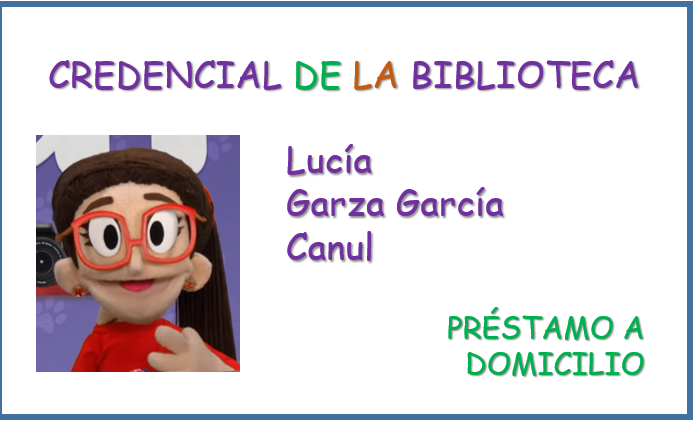 CREDENCIAL DE LA BIBLIOTECA
Lucía
Garza García
Canul
PRÉSTAMO A
DOMICILIO